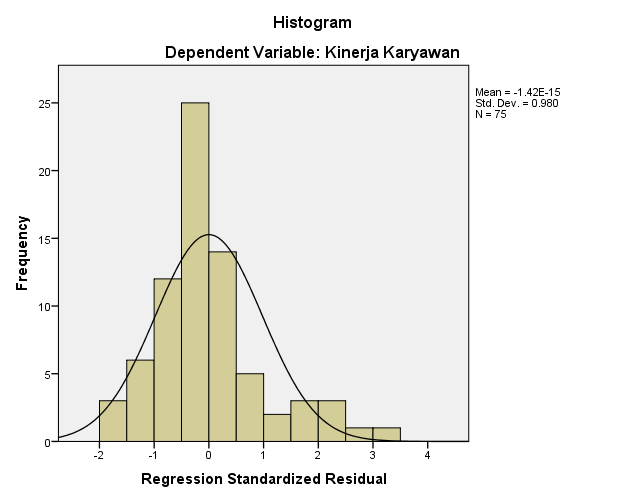 Histogram
Dependent Variable: Kinerja Karyawan
Mean = -1.42E-15
Std. Dev. = 0.980
N = 75
Frequency
25
20
15
10
5
0
-2 -1 0 1 2 3 4
Regression Standardized Residual